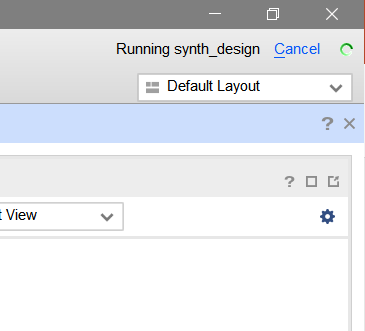 Running synth_design Cancel
Default Layout
? 
?
View